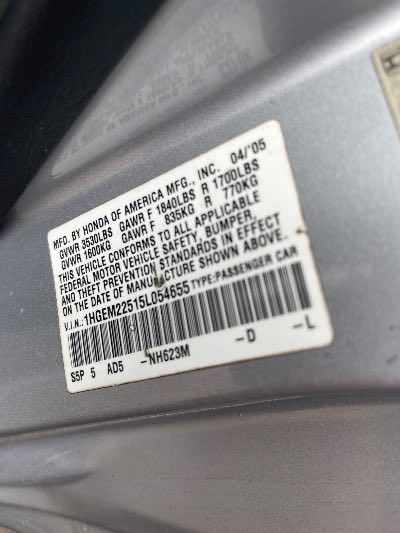 MFD. BY HONDA OF AMERICA MFG., INC. 04/'05
GVWR 3530LBS GAWR F 1840LBS R 1700LBS
GVWR 1600KG GAWR F 835KG R 770KG
THIS VEHICLE CONFORMS TO ALL APPLICABLE
FEDERAL MOTOR VEHICLE SAFETY, BUMPER,
AND THEFT PREVENTION STANDARDS IN EFFECT
ON THE DATE OF MANUFACTURE SHOWN ABOVE.
V.I.N.: 1HGEM22515L054655 TYPE:PASSENGER CAR
S5P 5 AD5 -NH623M -D -L